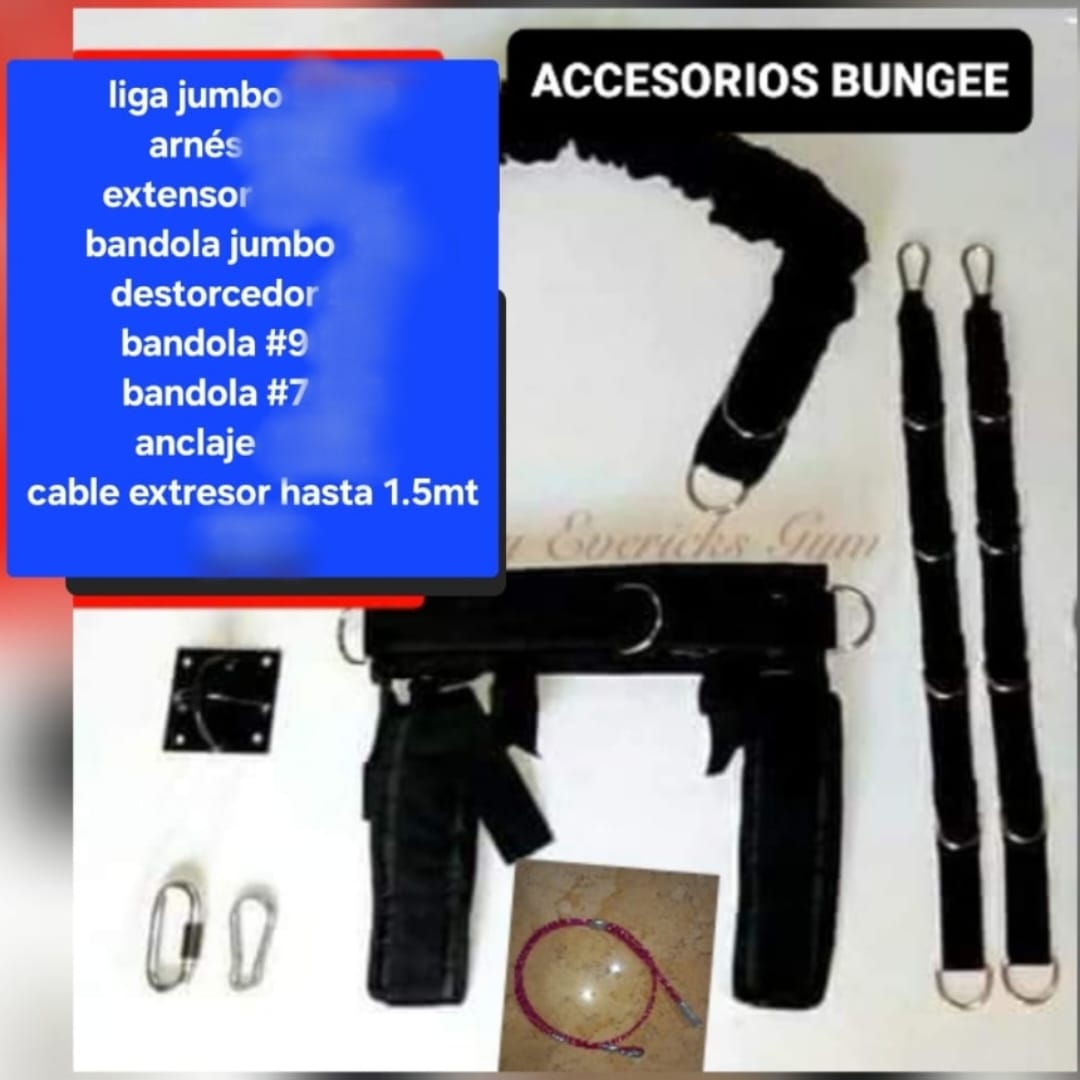 ACCESORIOS BUNGEE
liga jumbo
arnés
extensor
bandola jumbo
destorcedor
bandola #9
bandola #7
anclaje
cable extresor hasta 1.5mt
Evericks Gym